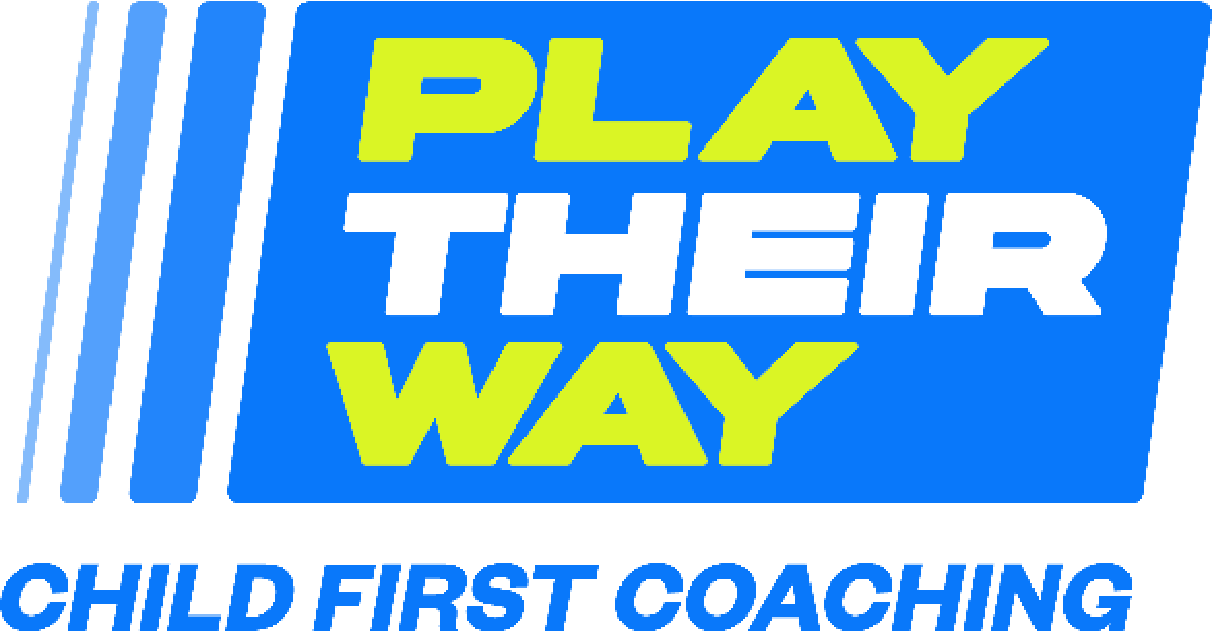 PLAY
THEIR
WAY
CHILD FIRST COACHING